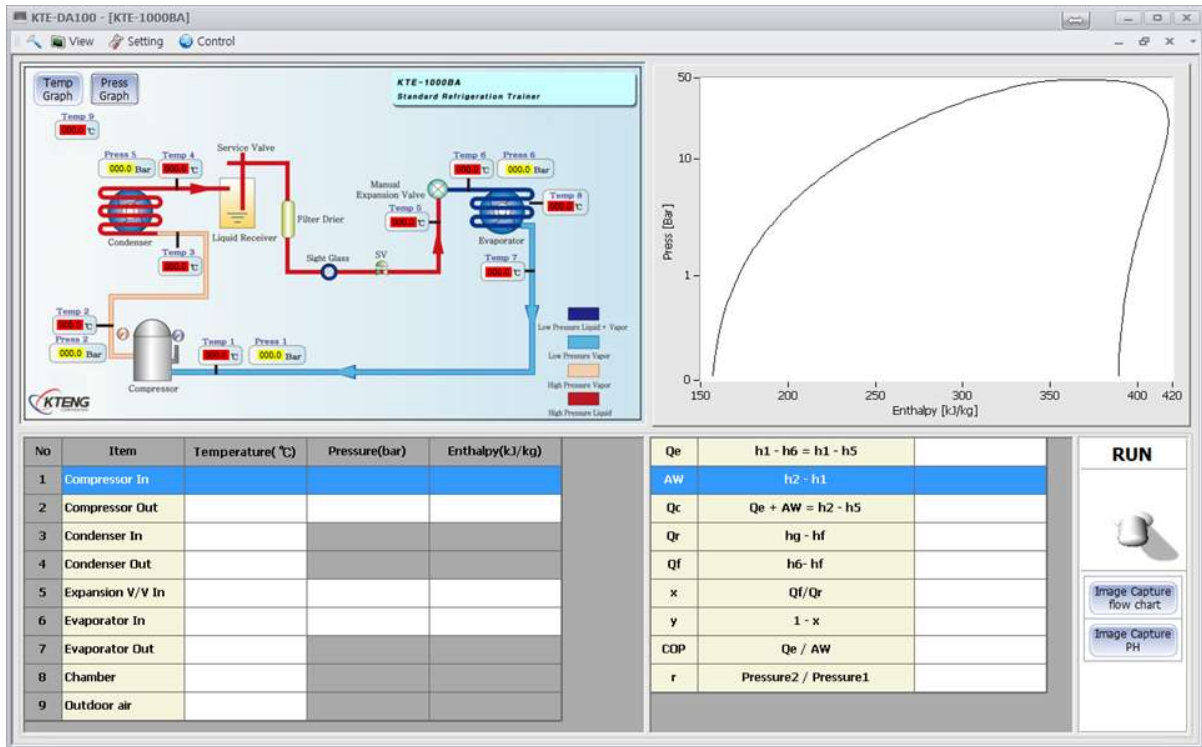 KTE-DA100 - [KTE-1000BA]
View Setting Control
Temp Graph
Press Graph
KTE-1000BA
Standard Refrigeration Trainer
Temp 9
000.0 ℃
Press 5
000.0 Bar
Temp 4
000.0 ℃
Service Valve
Condenser
Liquid Receiver
Temp 3
000.0 ℃
Filter Drier
Sight Glass
SV
Manual
Expansion Valve
Temp 5
000.0 ℃
Temp 6
000.0 ℃
Press 6
000.0 Bar
Temp 8
000.0 ℃
Evaporator
Temp 7
000.0 ℃
Temp 2
000.0 ℃
Press 2
000.0 Bar
Compressor
Temp 1
000.0 ℃
Press 1
000.0 Bar
Low Pressure Liquid + Vapor
Low Pressure Vapor
High Pressure Vapor
High Pressure Liquid
KTENG
Press [Bar]
50
10
1
0
150 200 250 300 350 400 420
Enthalpy [kJ/kg]
No Item Temperature(℃) Pressure(bar) Enthalpy(kJ/kg)
1 Compressor In
2 Compressor Out
3 Condenser In
4 Condenser Out
5 Expansion V/V In
6 Evaporator In
7 Evaporator Out
8 Chamber
9 Outdoor air
Qe h1 - h6 = h1 - h5
AW h2 - h1
Qc Qe + AW = h2 - h5
Qr hg - hf
Qf h6- hf
x Qf/Qr
y 1 - x
COP Qe / AW
r Pressure2 / Pressure1
RUN
Image Capture
flow chart
Image Capture
PH